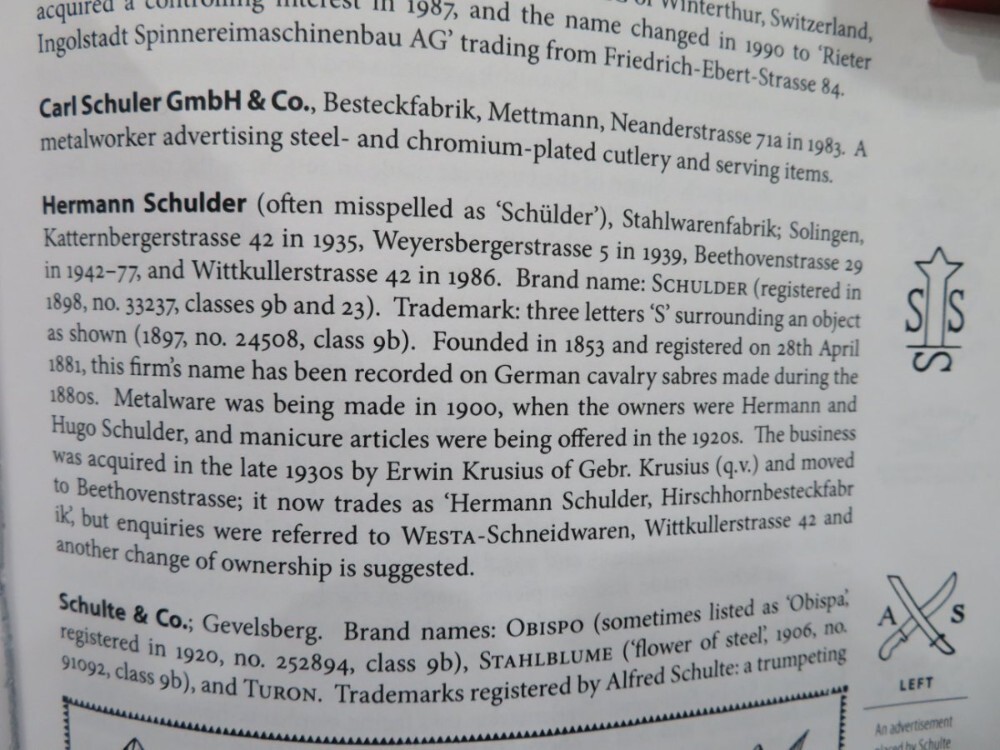 acquired a controlling interest in 1987, and the name changed in 1990 to ‘Rieter
Winterthur, Switzerland,
Ingolstadt Spinnereimaschinenbau AG’ trading from Friedrich-Ebert-Strasse 84.
Carl Schuler GmbH & Co., Besteckfabrik, Mettmann, Neanderstrasse 71a in 1983. A
metalworker advertising steel- and chromium-plated cutlery and serving items.
Hermann Schulder (often misspelled as ‘Schülder’), Stahlwarenfabrik; Solingen,
Katternbergerstrasse 42 in 1935, Weyersbergerstrasse 5 in 1939, Beethovenstrasse 29
in 1942–77, and Wittkullerstrasse 42 in 1986. Brand name: SCHULDER (registered in
1898, no. 33237, classes 9b and 23). Trademark: three letters ‘S’ surrounding an object
as shown (1897, no. 24508, class 9b). Founded in 1853 and registered on 28th April
1881, this firm’s name has been recorded on German cavalry sabres made during the
1880s. Metalware was being made in 1900, when the owners were Hermann and
Hugo Schulder, and manicure articles were being offered in the 1920s. The business
was acquired in the late 1930s by Erwin Krusius of Gebr. Krusius (q.v.) and moved
to Beethovenstrasse; it now trades as ‘Hermann Schulder, Hirschhornbesteckfabr
ik’, but enquiries were referred to WESTA-Schneidwaren, Wittkullerstrasse 42 and
another change of ownership is suggested.
S S
S
Schulte & Co.; Gevelsberg. Brand names: OBISPO (sometimes listed as ‘Obispa’,
registered in 1920, no. 252894, class 9b), STAHLBLUME (‘flower of steel’, 1906, no.
91092, class 9b), and TURON. Trademarks registered by Alfred Schulte: a trumpeting
A S
LEFT
An advertisement
placed by Schulte